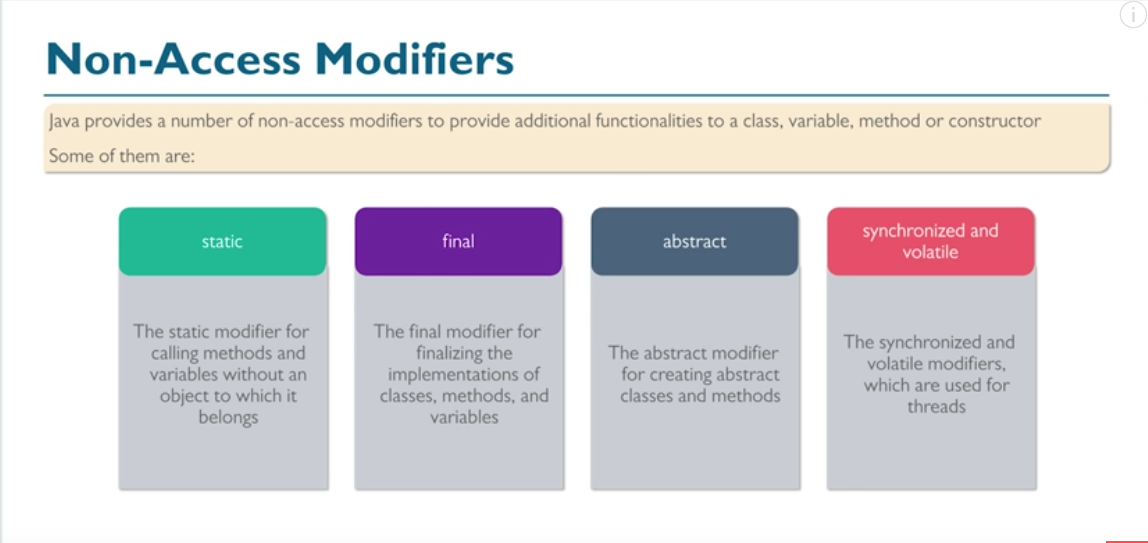 Non-Access Modifiers
Java provides a number of non-access modifiers to provide additional functionalities to a class, variable, method or constructor
Some of them are:
static
The static modifier for
calling methods and
variables without an
object to which it
belongs
final
The final modifier for
finalizing the
implementations of
classes, methods, and
variables
abstract
The abstract modifier
for creating abstract
classes and methods
synchronized and
volatile
The synchronized and
volatile modifiers,
which are used for
threads